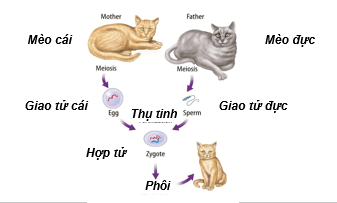 Mother
Father
Mèo cái
Mèo đực
Meiosis
Meiosis
Giao tử cái
Egg
Thụ tinh
Sperm
Giao tử đực
Hợp tử
Zygote
Phôi